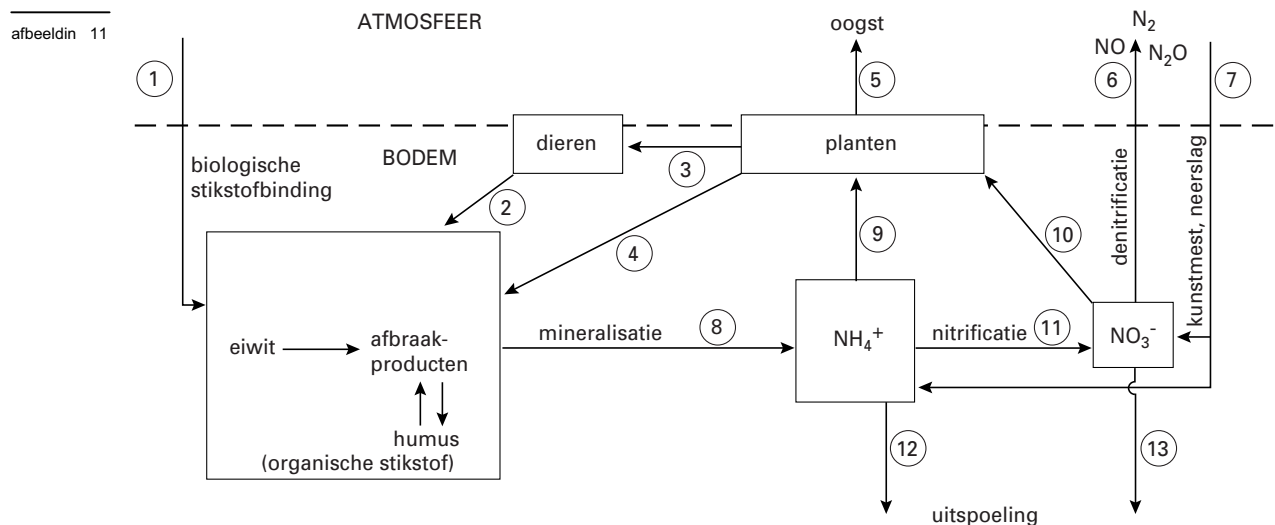 afbeeldin 11
ATMOSFEER
oogst
N₂
NO
N₂O
1
5
6
7
dieren
planten
BODEM
biologische
stikstofbinding
3
2
4
9
10
denitrificatie
kunstmest, neerslag
eiwit
afbraak-
producten
humus
(organische stikstof)
mineralisatie
8
NH₄⁺
nitrificatie
11
NO₃⁻
12
13
uitspoeling